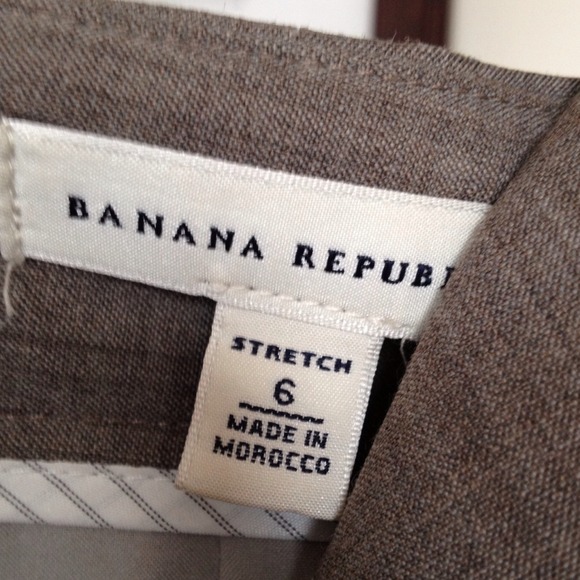 BANANA REPUB
STRETCH
6
MADE IN
MOROCCO